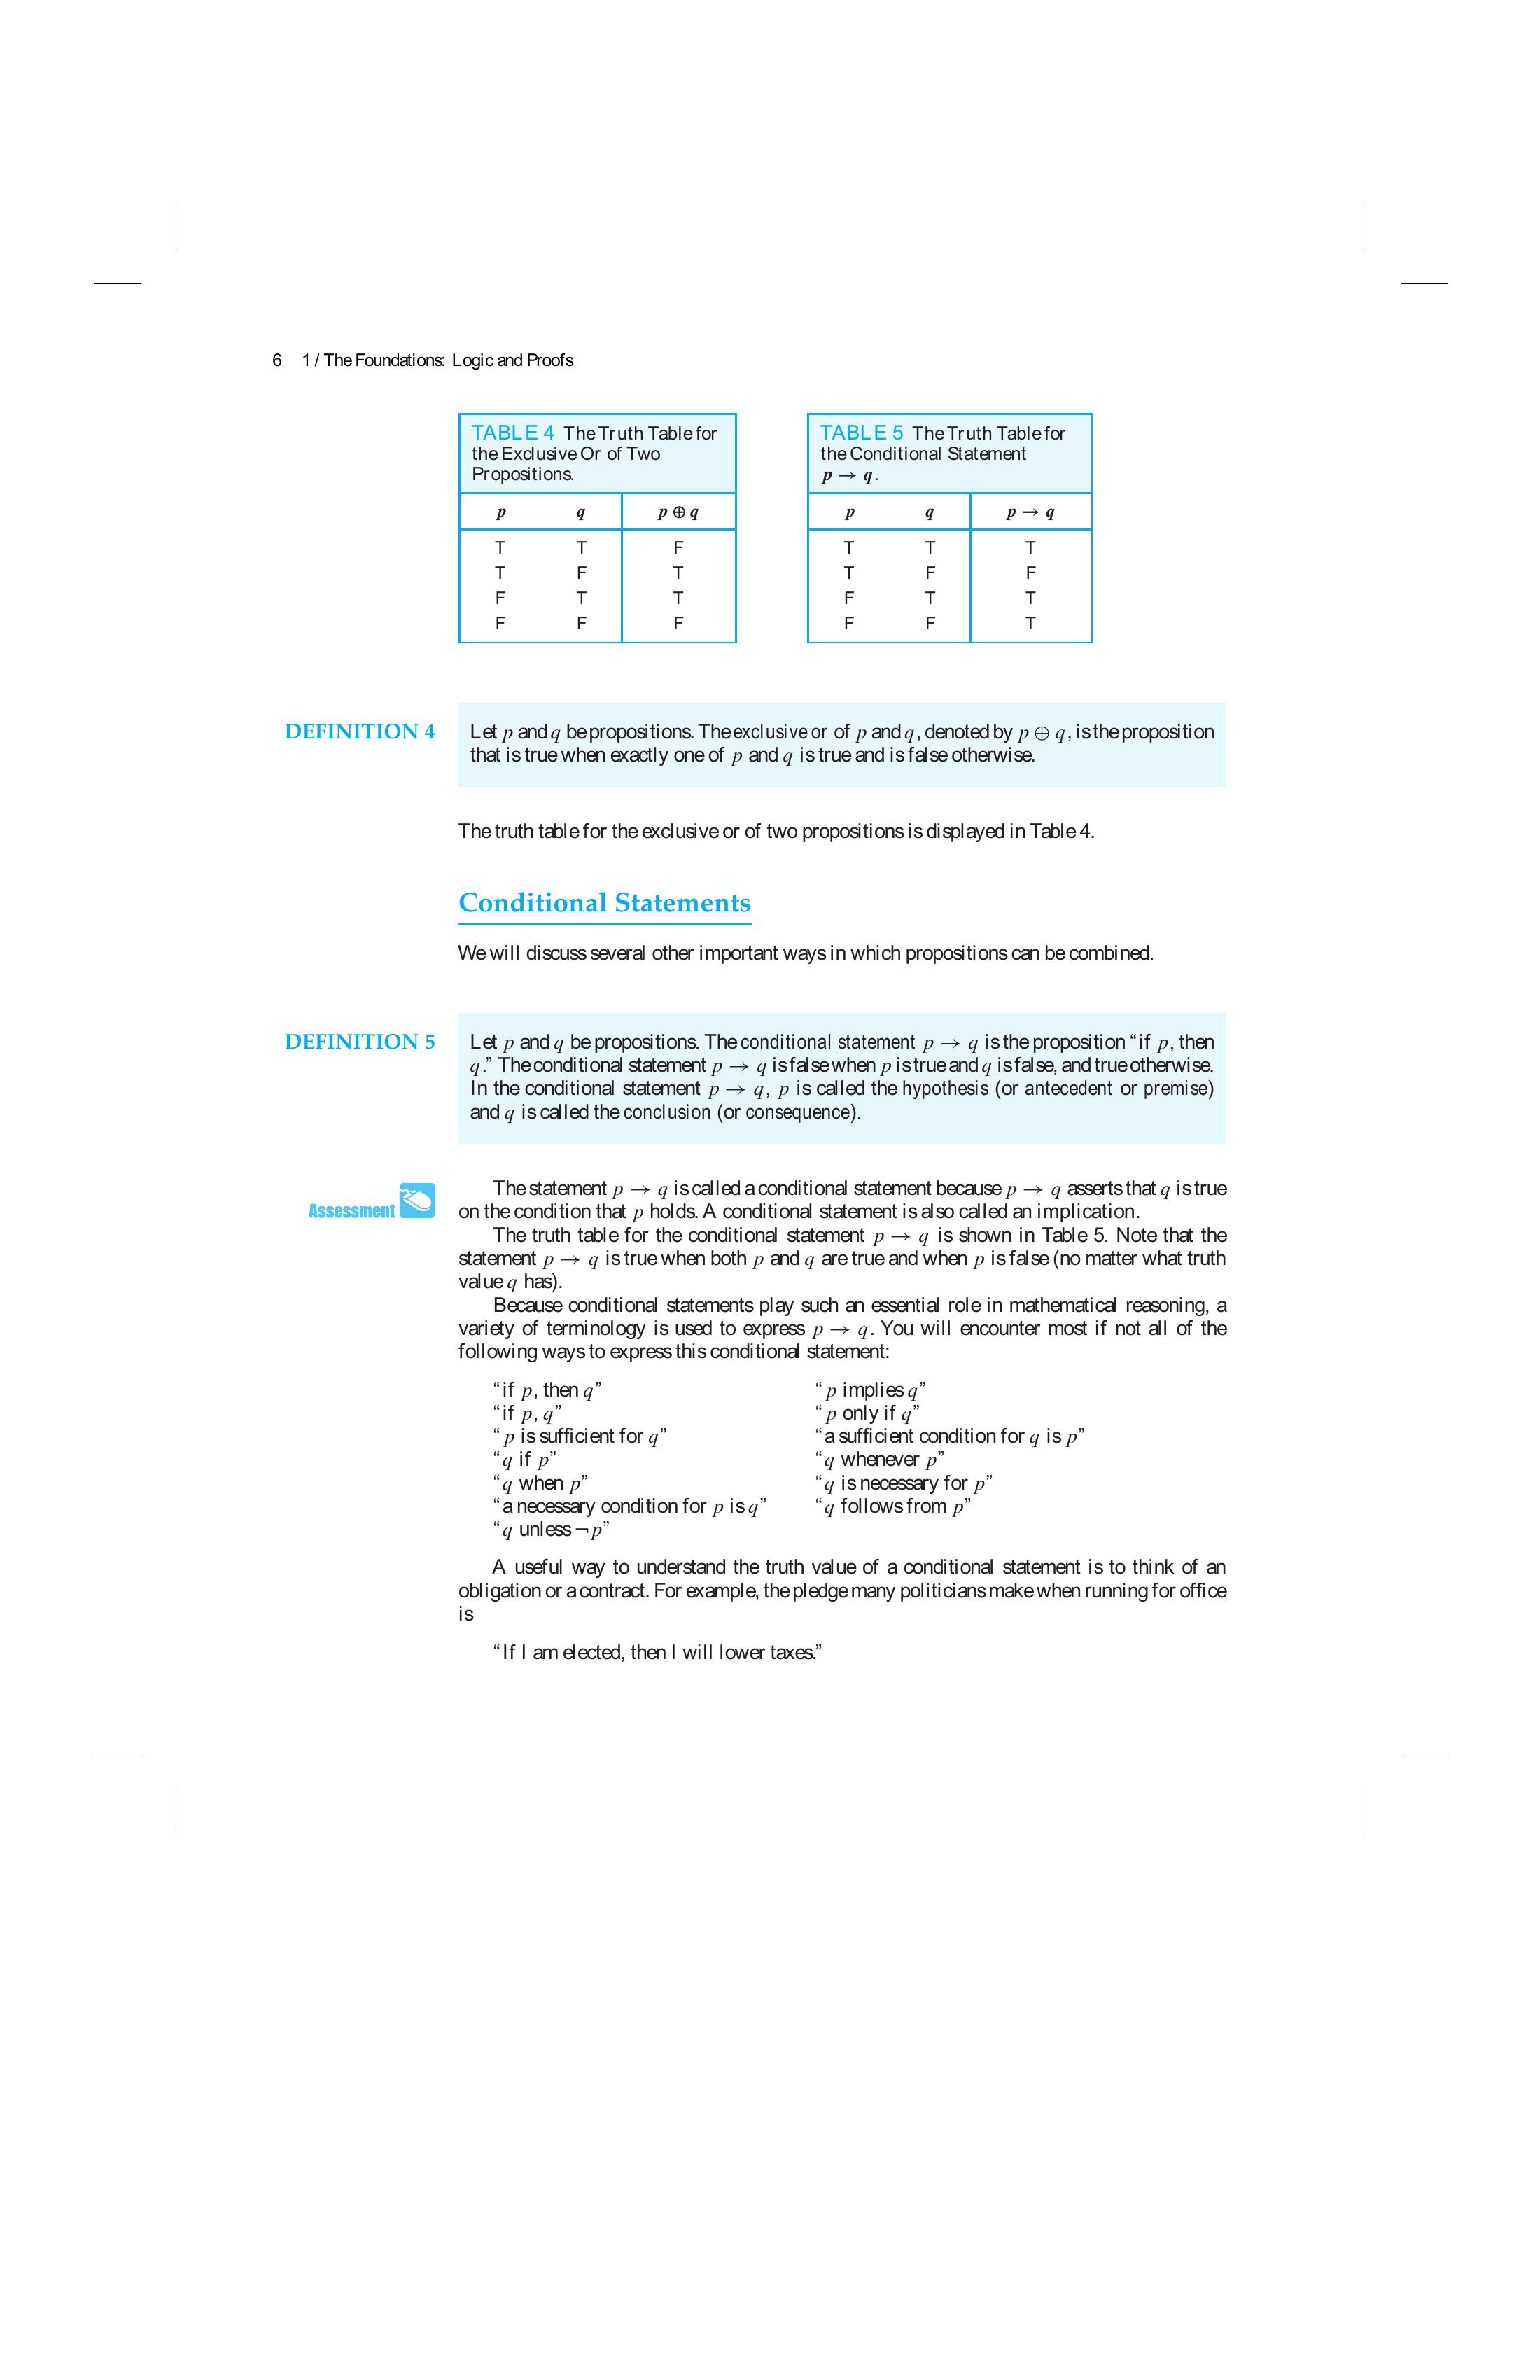 6 1 / The Foundations: Logic and Proofs
TABLE 4 The Truth Table for
the Exclusive Or of Two
Propositions.
p q p ⊕ q
T T F
T F T
F T T
F F F
TABLE 5 The Truth Table for
the Conditional Statement
p → q.
p q p → q
T T T
T F F
F T T
F F T
DEFINITION 4
Let p and q be propositions. The exclusive or of p and q, denoted by p ⊕ q, is the proposition
that is true when exactly one of p and q is true and is false otherwise.
The truth table for the exclusive or of two propositions is displayed in Table 4.
Conditional Statements
We will discuss several other important ways in which propositions can be combined.
DEFINITION 5
Let p and q be propositions. The conditional statement p → q is the proposition “if p, then
q.” The conditional statement p → q is false when p is true and q is false, and true otherwise.
In the conditional statement p → q, p is called the hypothesis (or antecedent or premise)
and q is called the conclusion (or consequence).
Assessment
The statement p → q is called a conditional statement because p → q asserts that q is true
on the condition that p holds. A conditional statement is also called an implication.
The truth table for the conditional statement p → q is shown in Table 5. Note that the
statement p → q is true when both p and q are true and when p is false (no matter what truth
value q has).
Because conditional statements play such an essential role in mathematical reasoning, a
variety of terminology is used to express p → q. You will encounter most if not all of the
following ways to express this conditional statement:
“if p, then q” “p implies q”
“if p, q” “p only if q”
“p is sufficient for q” “a sufficient condition for q is p”
“q if p” “q whenever p”
“q when p” “q is necessary for p”
“a necessary condition for p is q” “q follows from p”
“q unless ¬p”
A useful way to understand the truth value of a conditional statement is to think of an
obligation or a contract. For example, the pledge many politicians make when running for office
is
“If I am elected, then I will lower taxes.”